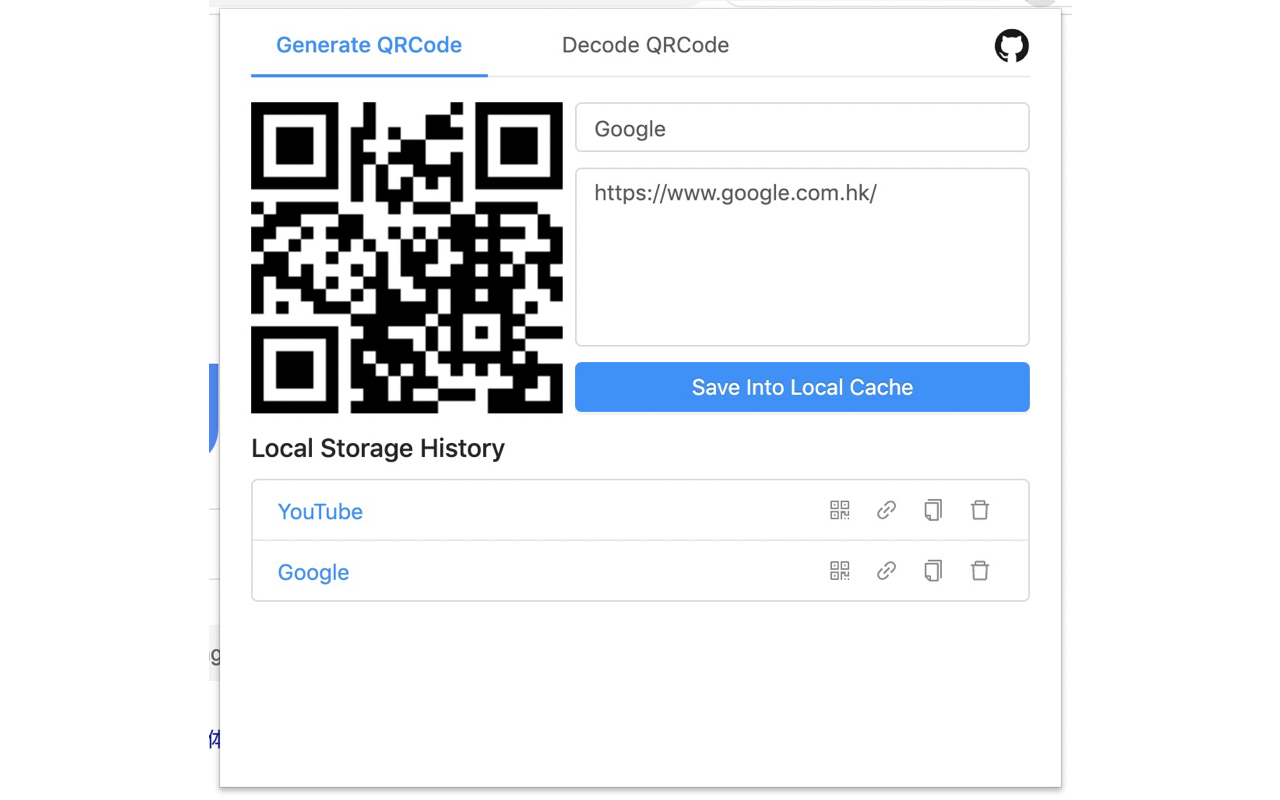 Generate QRCode
Decode QRCode
Google
https://www.google.com.hk/
Save Into Local Cache
Local Storage History
YouTube
Google
体